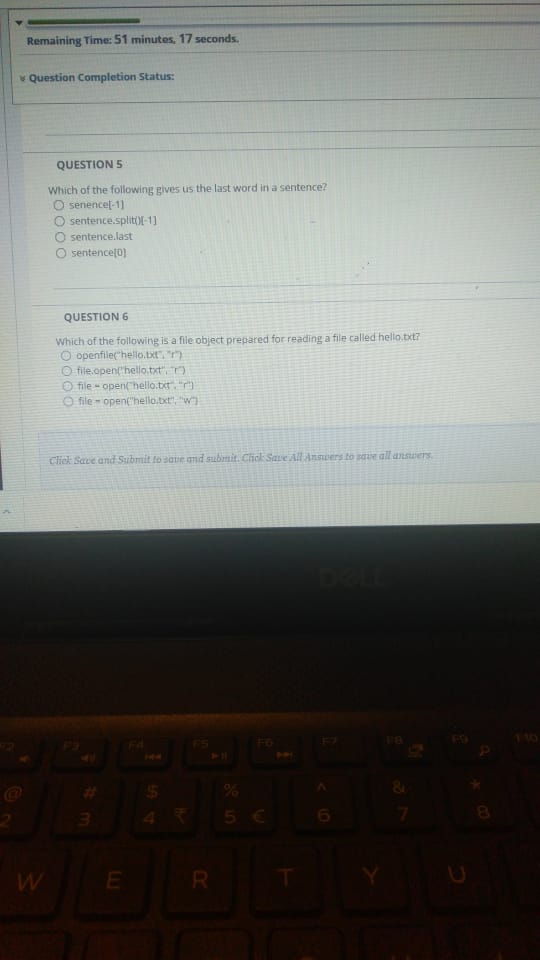 Remaining Time: 51 minutes, 17 seconds.
Question Completion Status:
QUESTION 5
Which of the following gives us the last word in a sentence?
senence[-1]
sentence.split()[-1]
sentence.last
sentence[0]
QUESTION 6
Which of the following is a file object prepared for reading a file called hello.txt?
openfile("hello.txt", "r")
file.open("hello.txt", "r")
file = open("hello.txt", "r")
file = open("hello.txt", "w")
Click Save and Submit to save and submit. Click Save All Answers to save all answers.
DELL
F2 F3 F4 F5 F6 F7 F8 F9 F10
@ # $ % ^ & *
2 3 4 ₹ 5 € 6 7 8
W E R T Y U
P